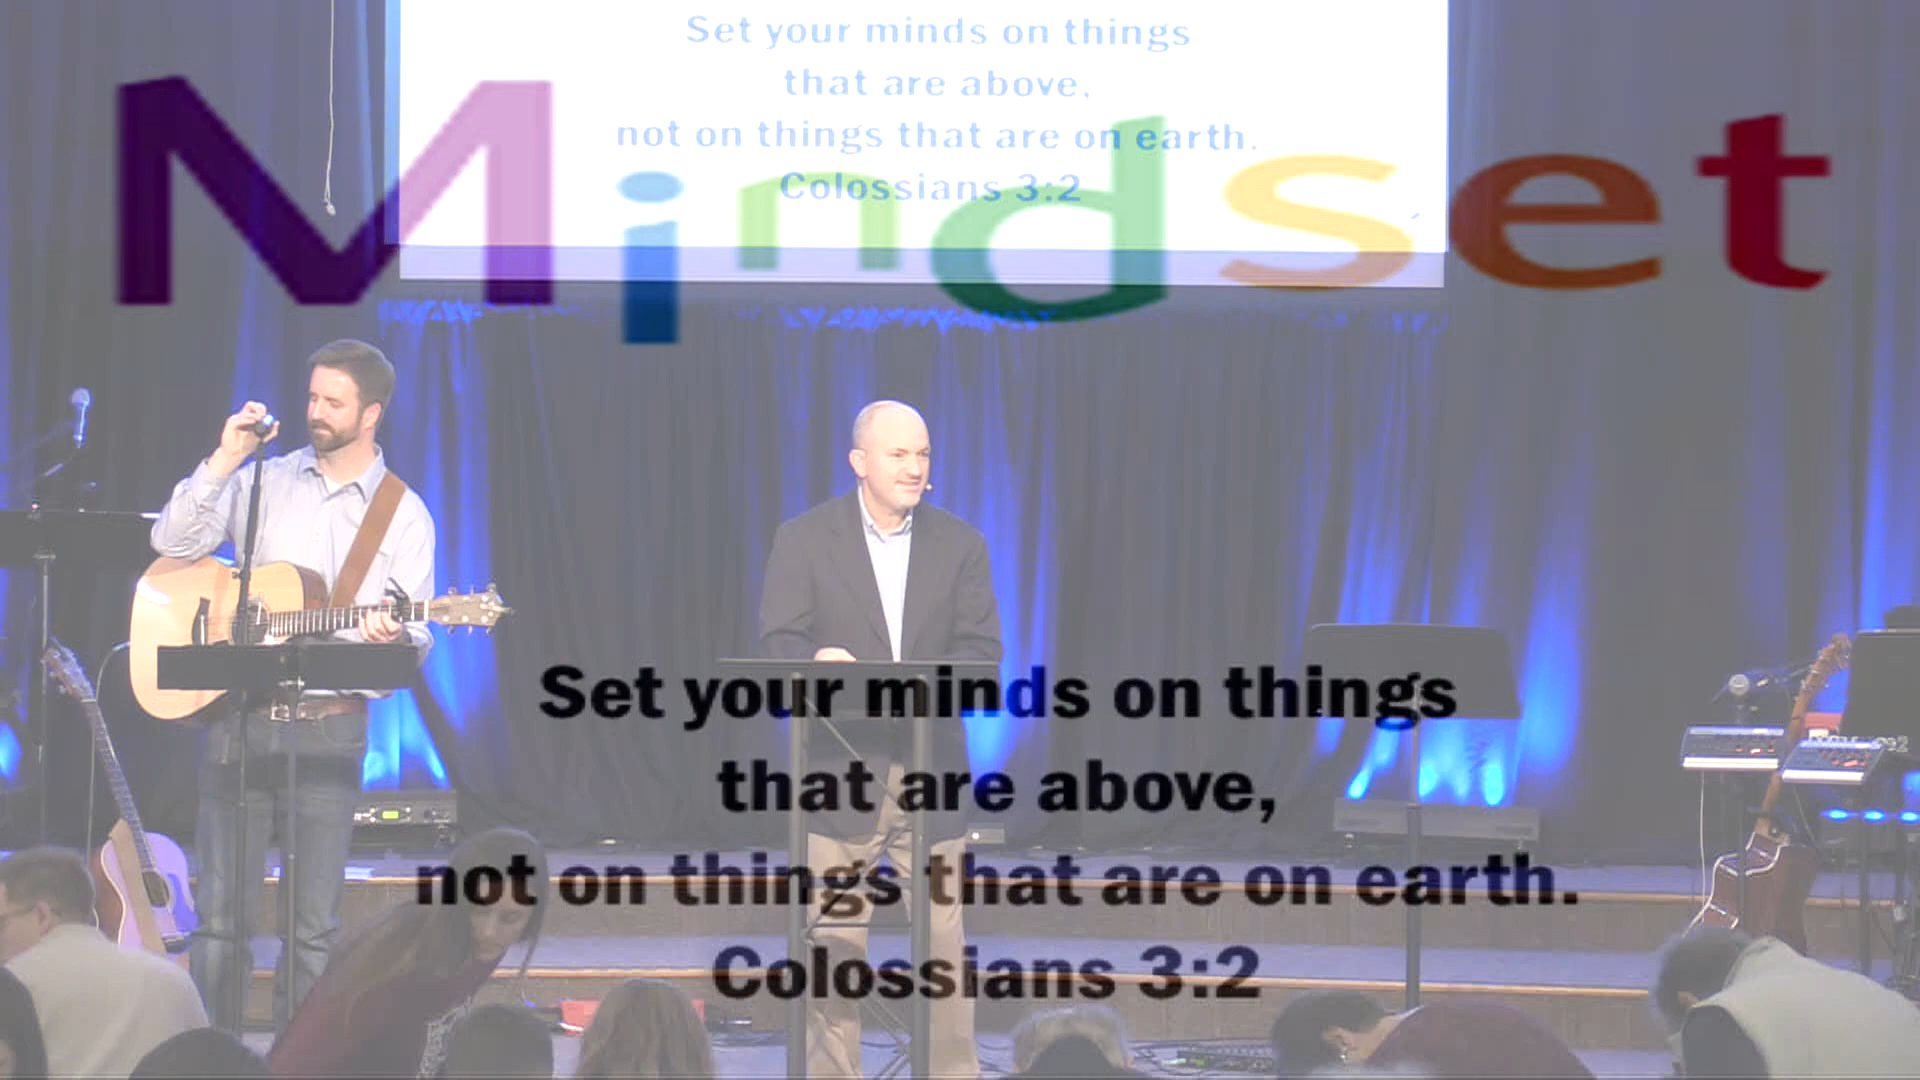 Set your minds on things
that are above,
not on things that are on earth.
Colossians 3:2
Mindset
Set your minds on things
that are above,
not on things that are on earth.
Colossians 3:2